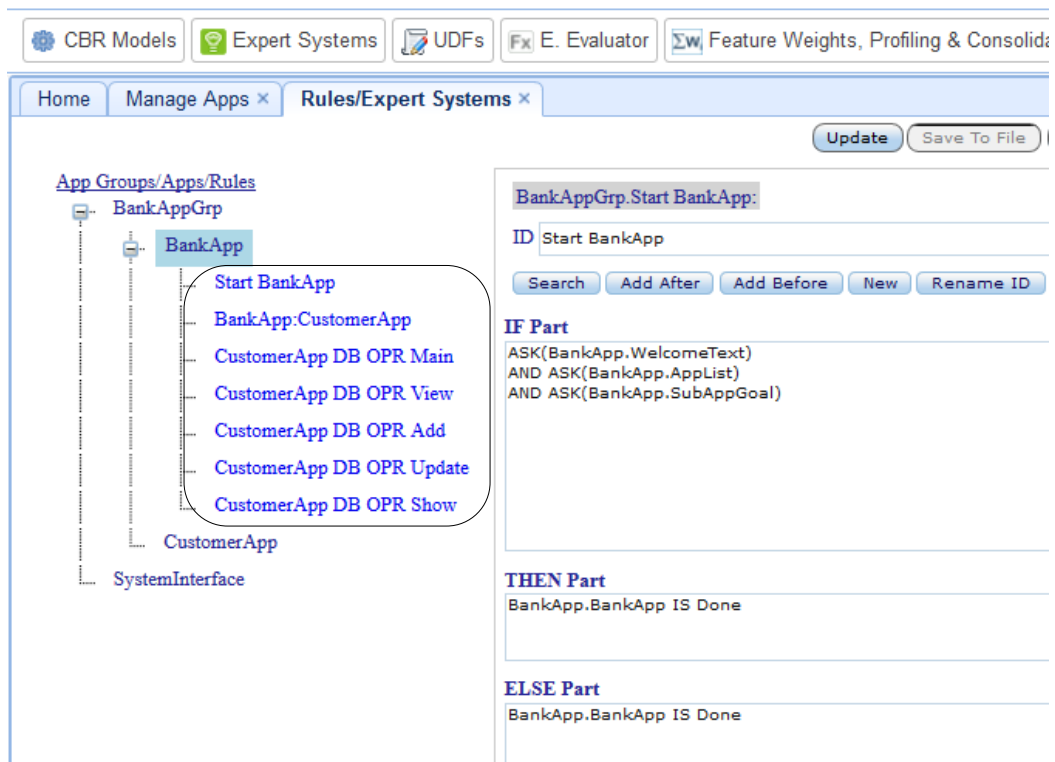 CBR Models Expert Systems UDFs Fx E. Evaluator Σw Feature Weights, Profiling & Consolida
Home Manage Apps × Rules/Expert Systems ×
Update Save To File
App Groups/Apps/Rules
BankAppGrp
BankApp
Start BankApp
BankApp:CustomerApp
CustomerApp DB OPR Main
CustomerApp DB OPR View
CustomerApp DB OPR Add
CustomerApp DB OPR Update
CustomerApp DB OPR Show
CustomerApp
SystemInterface
BankAppGrp.Start BankApp:
ID Start BankApp
Search Add After Add Before New Rename ID
IF Part
ASK(BankApp.WelcomeText)
AND ASK(BankApp.AppList)
AND ASK(BankApp.SubAppGoal)
THEN Part
BankApp.BankApp IS Done
ELSE Part
BankApp.BankApp IS Done